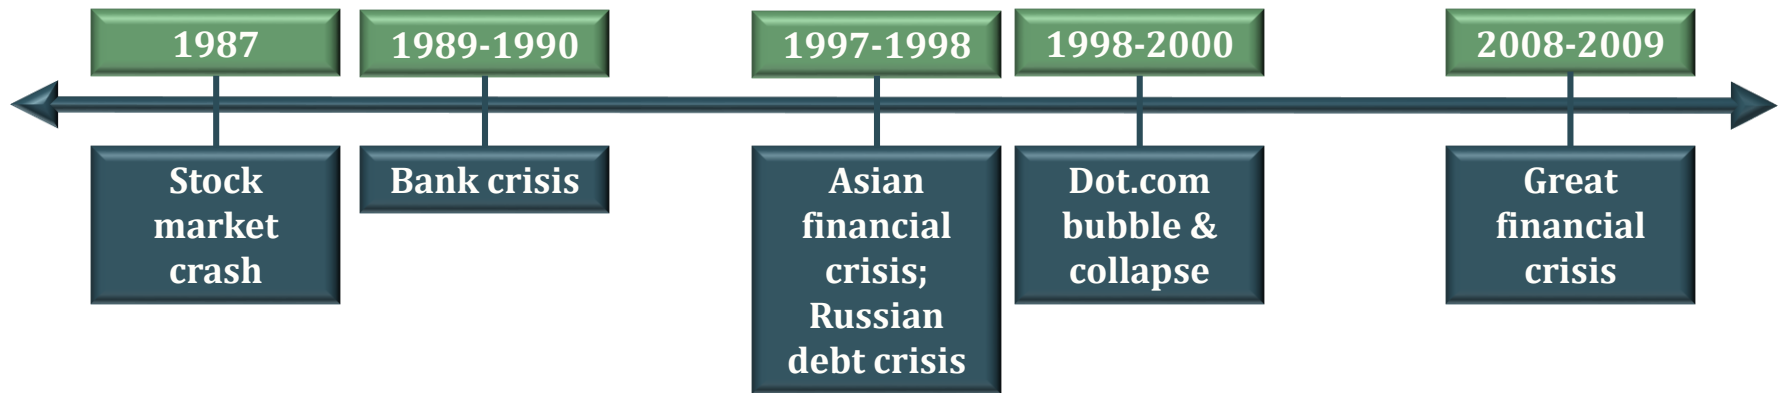 1987
1989-1990
1997-1998
1998-2000
2008-2009
Stock
market
crash
Bank crisis
Asian
financial
crisis;
Russian
debt crisis
Dot.com
bubble &
collapse
Great
financial
crisis